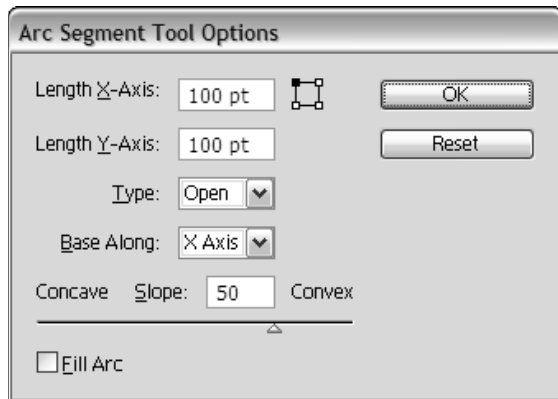 Arc Segment Tool Options
Length X-Axis: 100 pt OK
Length Y-Axis: 100 pt Reset
Type: Open
Base Along: X Axis
Concave Slope: 50 Convex
Fill Arc